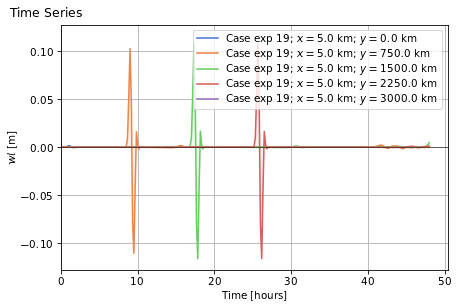 Time Series
Case exp 19; x = 5.0 km; y = 0.0 km
Case exp 19; x = 5.0 km; y = 750.0 km
Case exp 19; x = 5.0 km; y = 1500.0 km
Case exp 19; x = 5.0 km; y = 2250.0 km
Case exp 19; x = 5.0 km; y = 3000.0 km
wl [m]
0.10
0.05
0.00
−0.05
−0.10
0 10 20 30 40 50
Time [hours]